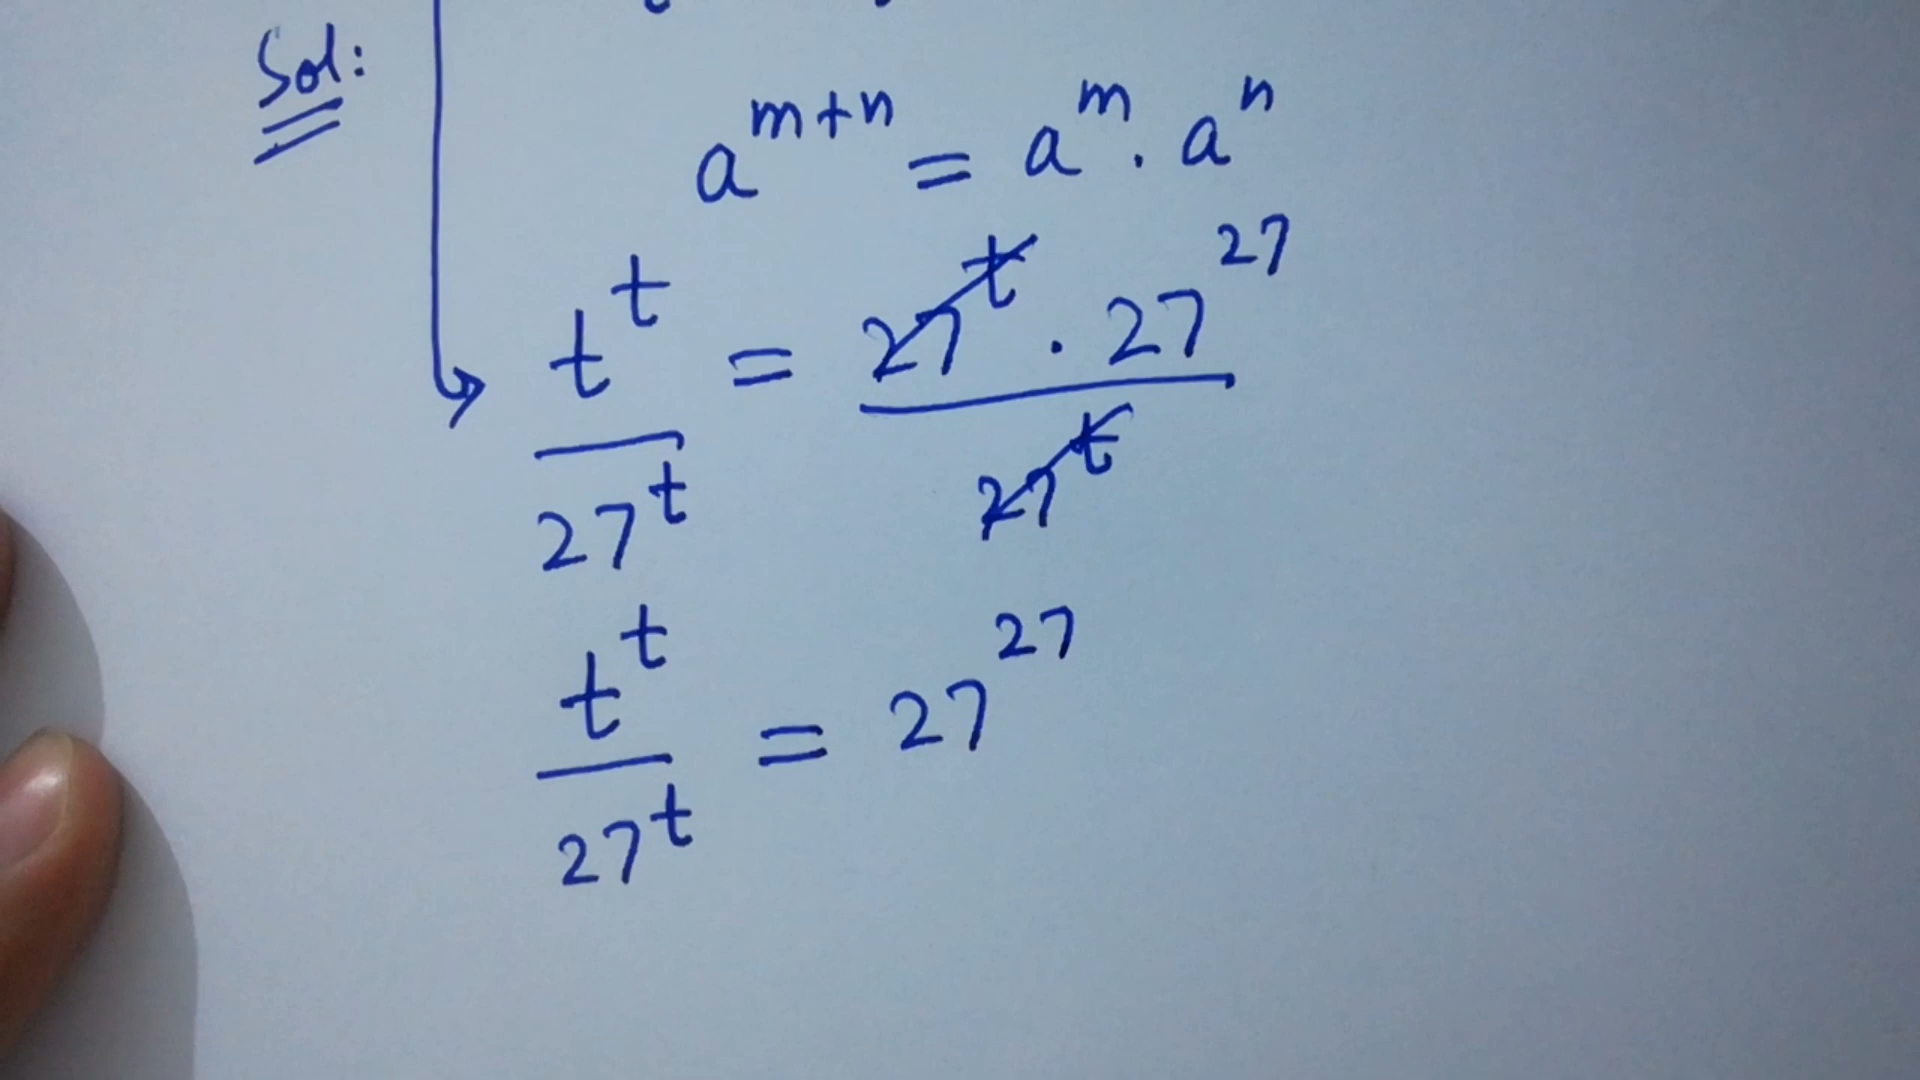 Sol:
a^{m+n} = a^m . a^n
t^t / 27^t = 27^t . 27^27 / 27^t
t^t / 27^t = 27^27